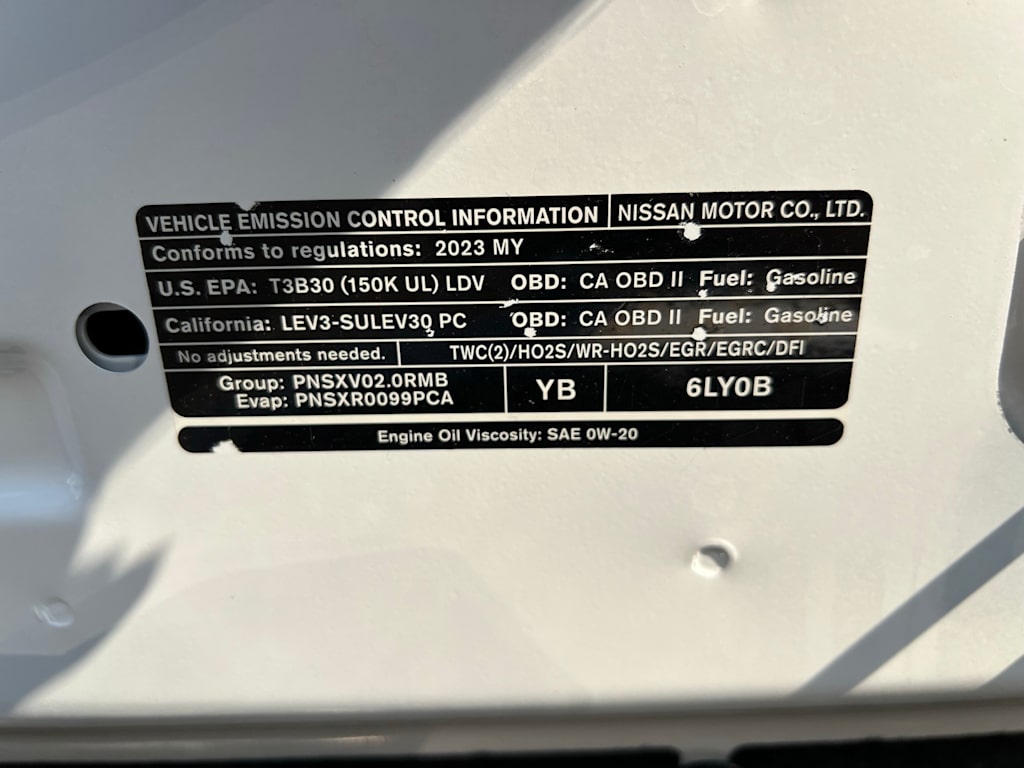 VEHICLE EMISSION CONTROL INFORMATION NISSAN MOTOR CO., LTD.
Conforms to regulations: 2023 MY
U.S. EPA: T3B30 (150K UL) LDV OBD: CA OBD II Fuel: Gasoline
California: LEV3-SULEV30 PC OBD: CA OBD II Fuel: Gasoline
No adjustments needed. TWC(2)/HO2S/WR-HO2S/EGR/EGRC/DFI
Group: PNSXV02.0RMB
Evap: PNSXR0099PCA
YB
6LY0B
Engine Oil Viscosity: SAE 0W-20